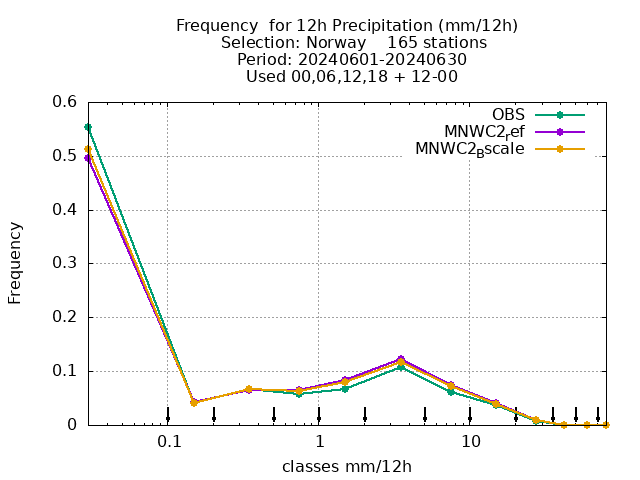 Frequency  for 12h Precipitation (mm/12h)
Selection: Norway    165 stations
Period: 20240601-20240630
Used 00,06,12,18 + 12-00
OBS
MNWC2ref
MNWC2Bscale
0.6
0.5
0.4
0.3
0.2
0.1
0
Frequency
0.1
1
10
classes mm/12h